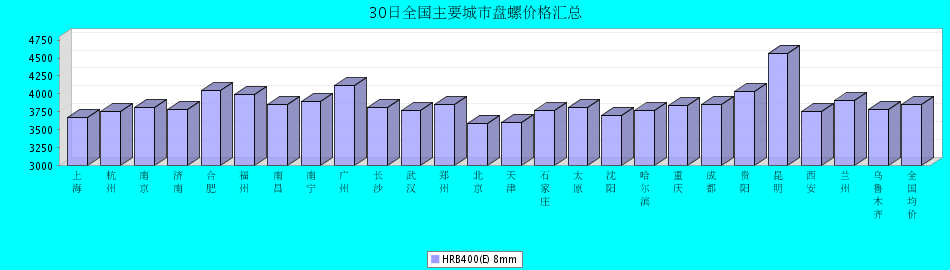 30日全国主要城市盘螺价格汇总
4750
4500
4250
4000
3750
3500
3250
3000
上海
杭州
南京
济南
合肥
福州
南昌
南宁
广州
长沙
武汉
郑州
北京
天津
石家庄
太原
沈阳
哈尔滨
重庆
成都
贵阳
昆明
西安
兰州
乌鲁木齐
全国均价
HRB400(E) 8mm